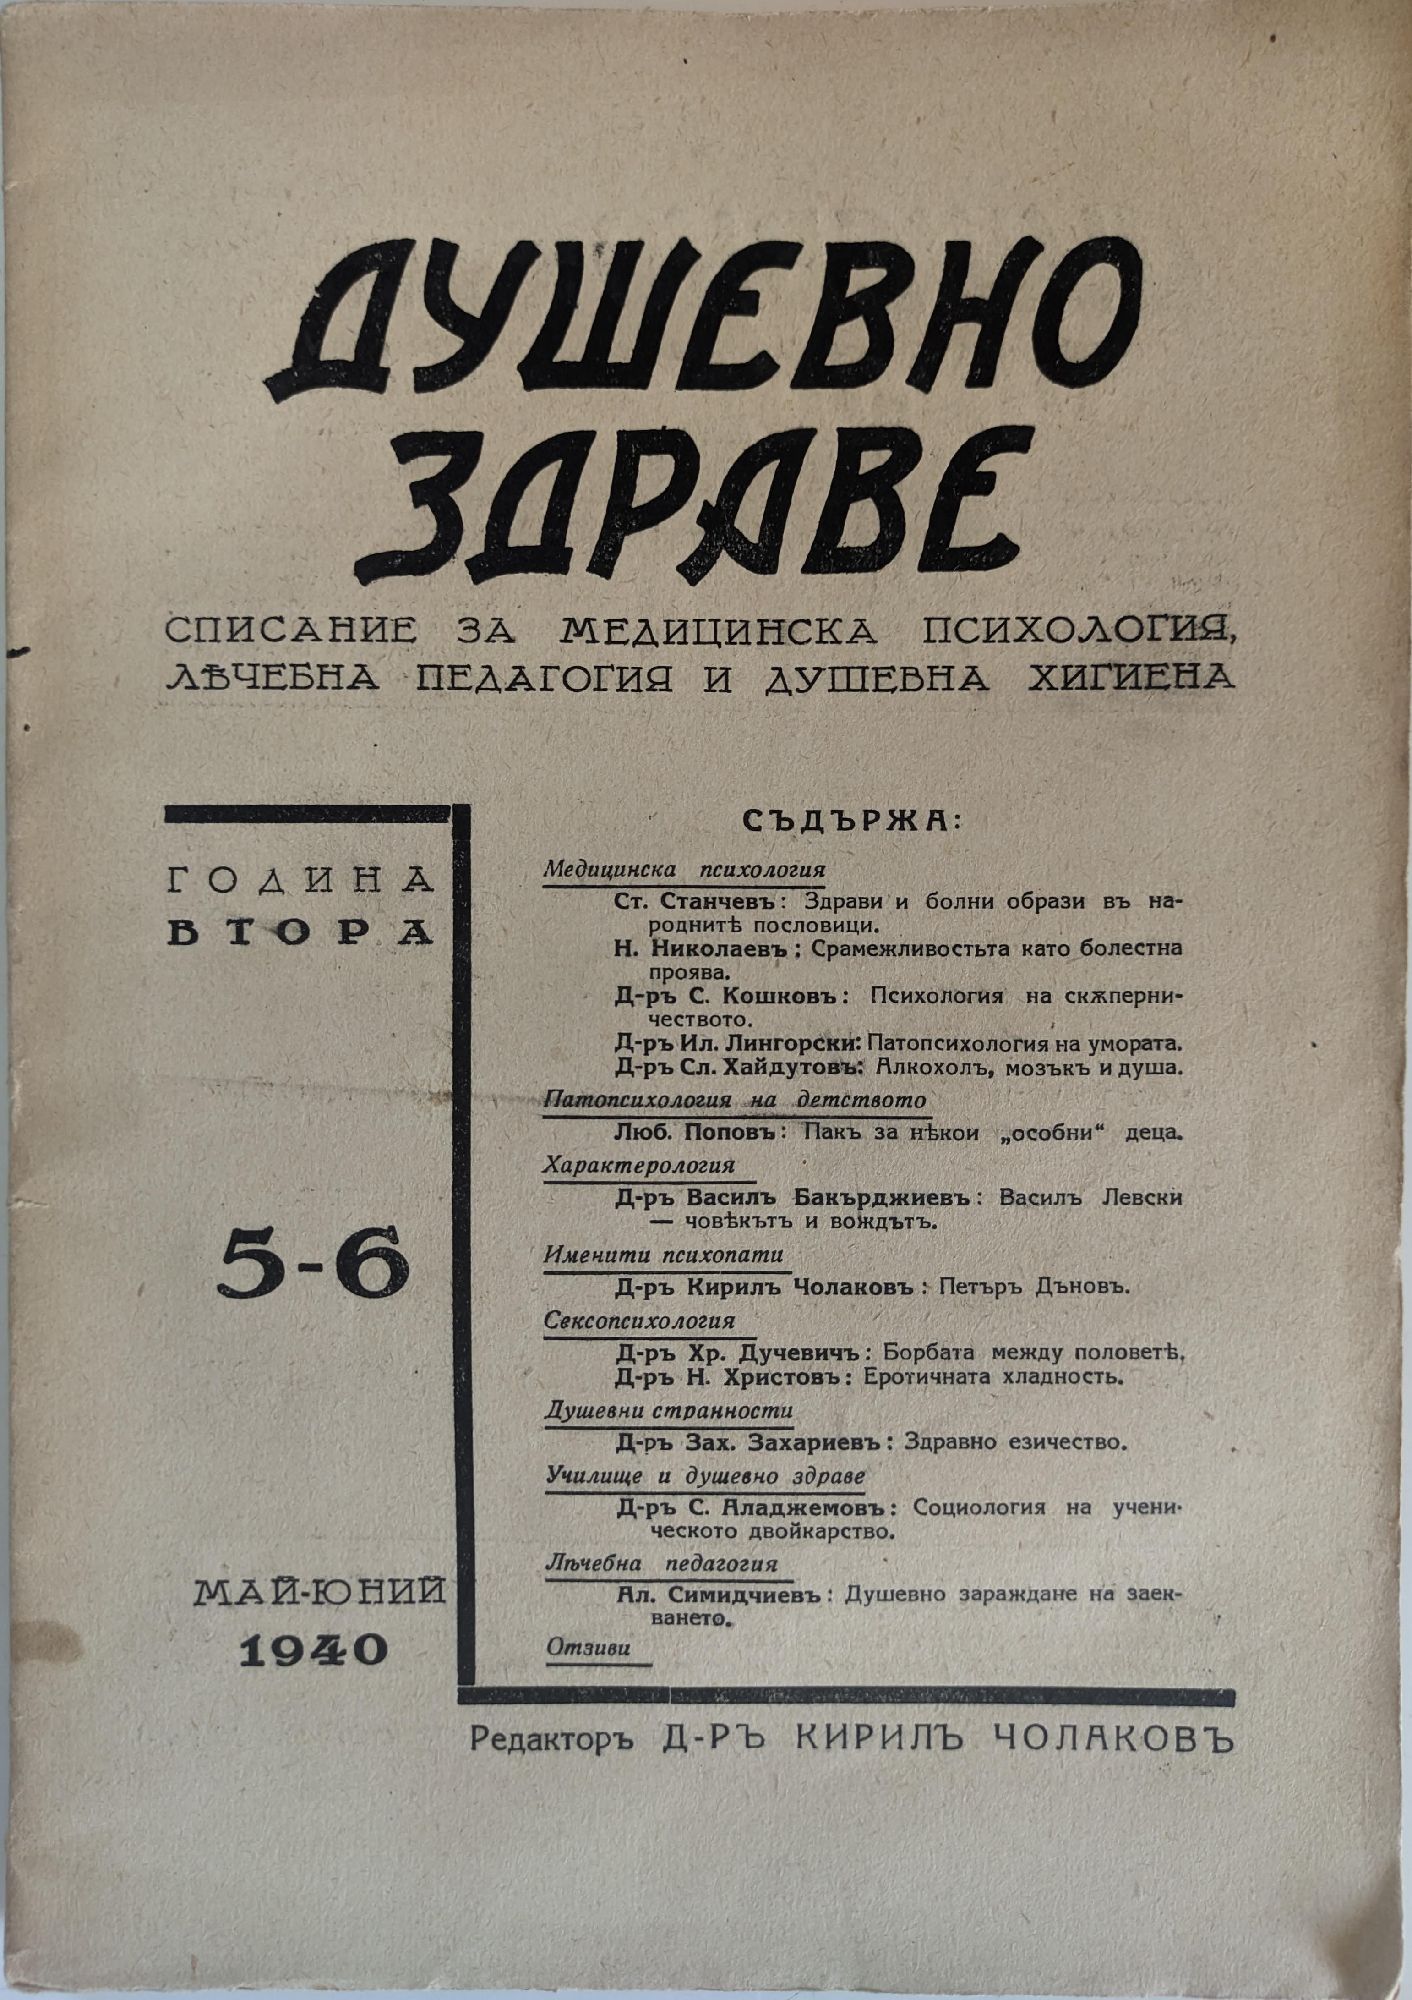 ДУШЕВНО
ЗДРАВЕ
СПИСАНИЕ ЗА МЕДИЦИНСКА ПСИХОЛОГИЯ,
ЛѢЧЕБНА ПЕДАГОГИЯ И ДУШЕВНА ХИГИЕНА
ГОДИНА
ВТОРА
5-6
МАЙ-ЮНИЙ
1940
СЪДЪРЖА:
Медицинска психология
Ст. Станчевъ: Здрави и болни образи въ на-
роднитѣ пословици.
Н. Николаевъ: Срамежливостьта като болестна
проява.
Д-ръ С. Кошковъ: Психология на скѫперни-
чеството.
Д-ръ Ил. Лингорски: Патопсихология на умората.
Д-ръ Сл. Хайдутовъ: Алкохолъ, мозъкъ и душа.
Патопсихология на детството
Люб. Поповъ: Пакъ за нѣкои „особни“ деца.
Характерология
Д-ръ Василъ Бакърджиевъ: Василъ Левски
— човѣкътъ и вождътъ.
Именити психопати
Д-ръ Кирилъ Чолаковъ: Петъръ Дъновъ.
Сексопсихология
Д-ръ Хр. Дучевичъ: Борбата между половетѣ.
Д-ръ Н. Христовъ: Еротичната хладность.
Душевни странности
Д-ръ Зах. Захариевъ: Здравно езичество.
Училище и душевно здраве
Д-ръ С. Аладжемовъ: Социология на учени-
ческото двойкарство.
Лѣчебна педагогия
Ал. Симидчиевъ: Душевно зараждане на заек-
ването.
Отзиви
Редакторъ Д-РЪ КИРИЛЪ ЧОЛАКОВЪ